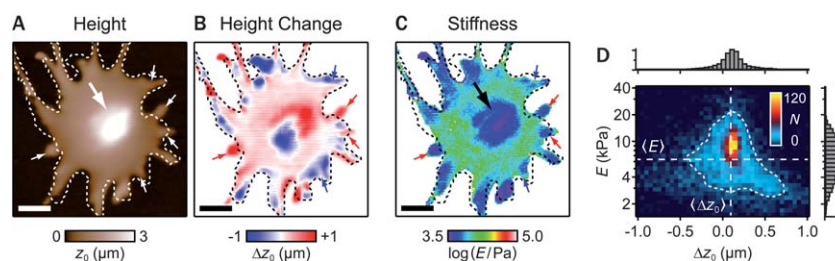 A Height
B Height Change
C Stiffness
D
0 3
z₀ (μm)
-1 +1
Δz₀ (μm)
3.5 5.0
log(E/Pa)
40
20
10
4
2
E (kPa)
⟨E⟩
⟨Δz₀⟩
120
N
0
-1.0 -0.5 0.0 0.5 1.0
Δz₀ (μm)